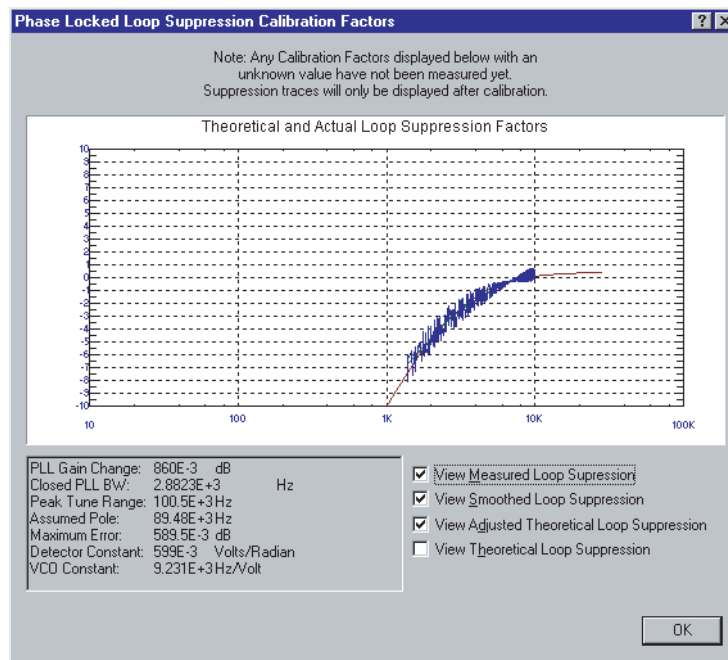 Phase Locked Loop Suppression Calibration Factors
Note: Any Calibration Factors displayed below with an
unknown value have not been measured yet.
Suppression traces will only be displayed after calibration.
Theoretical and Actual Loop Suppression Factors
10
9
8
7
6
5
4
3
2
1
0
-1
-2
-3
-4
-5
-6
-7
-8
-9
-10
10
100
1K
10K
100K
PLL Gain Change: 860E-3 dB
Closed PLL BW: 2.8823E+3 Hz
Peak Tune Range: 100.5E+3Hz
Assumed Pole: 89.48E+3Hz
Maximum Error: 589.5E-3 dB
Detector Constant: 599E-3 Volts/Radian
VCO Constant: 9.231E+3Hz/Volt
View Measured Loop Supression
View Smoothed Loop Suppression
View Adjusted Theoretical Loop Suppression
View Theoretical Loop Suppression
OK